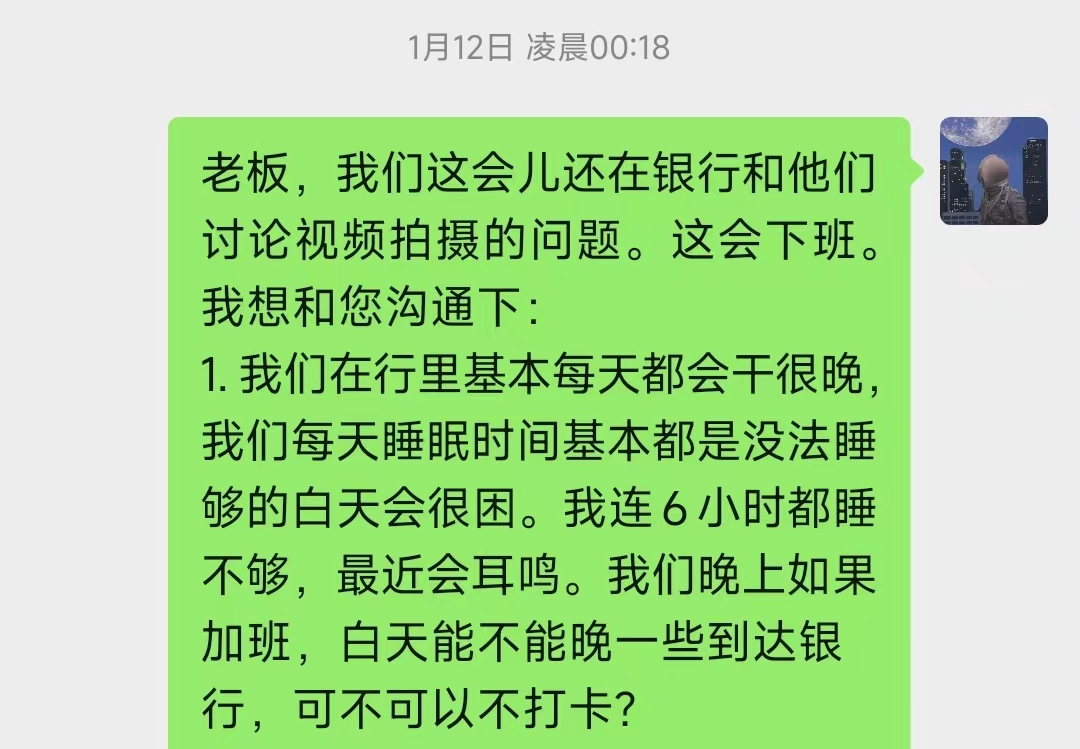 1月12日 凌晨00:18
老板，我们这会儿还在银行和他们
讨论视频拍摄的问题。这会下班。
我想和您沟通下：
1. 我们在行里基本每天都会干很晚，
我们每天睡眠时间基本都是没法睡
够的白天会很困。我连6小时都睡
不够，最近会耳鸣。我们晚上如果
加班，白天能不能晚一些到达银
行，可不可以不打卡？